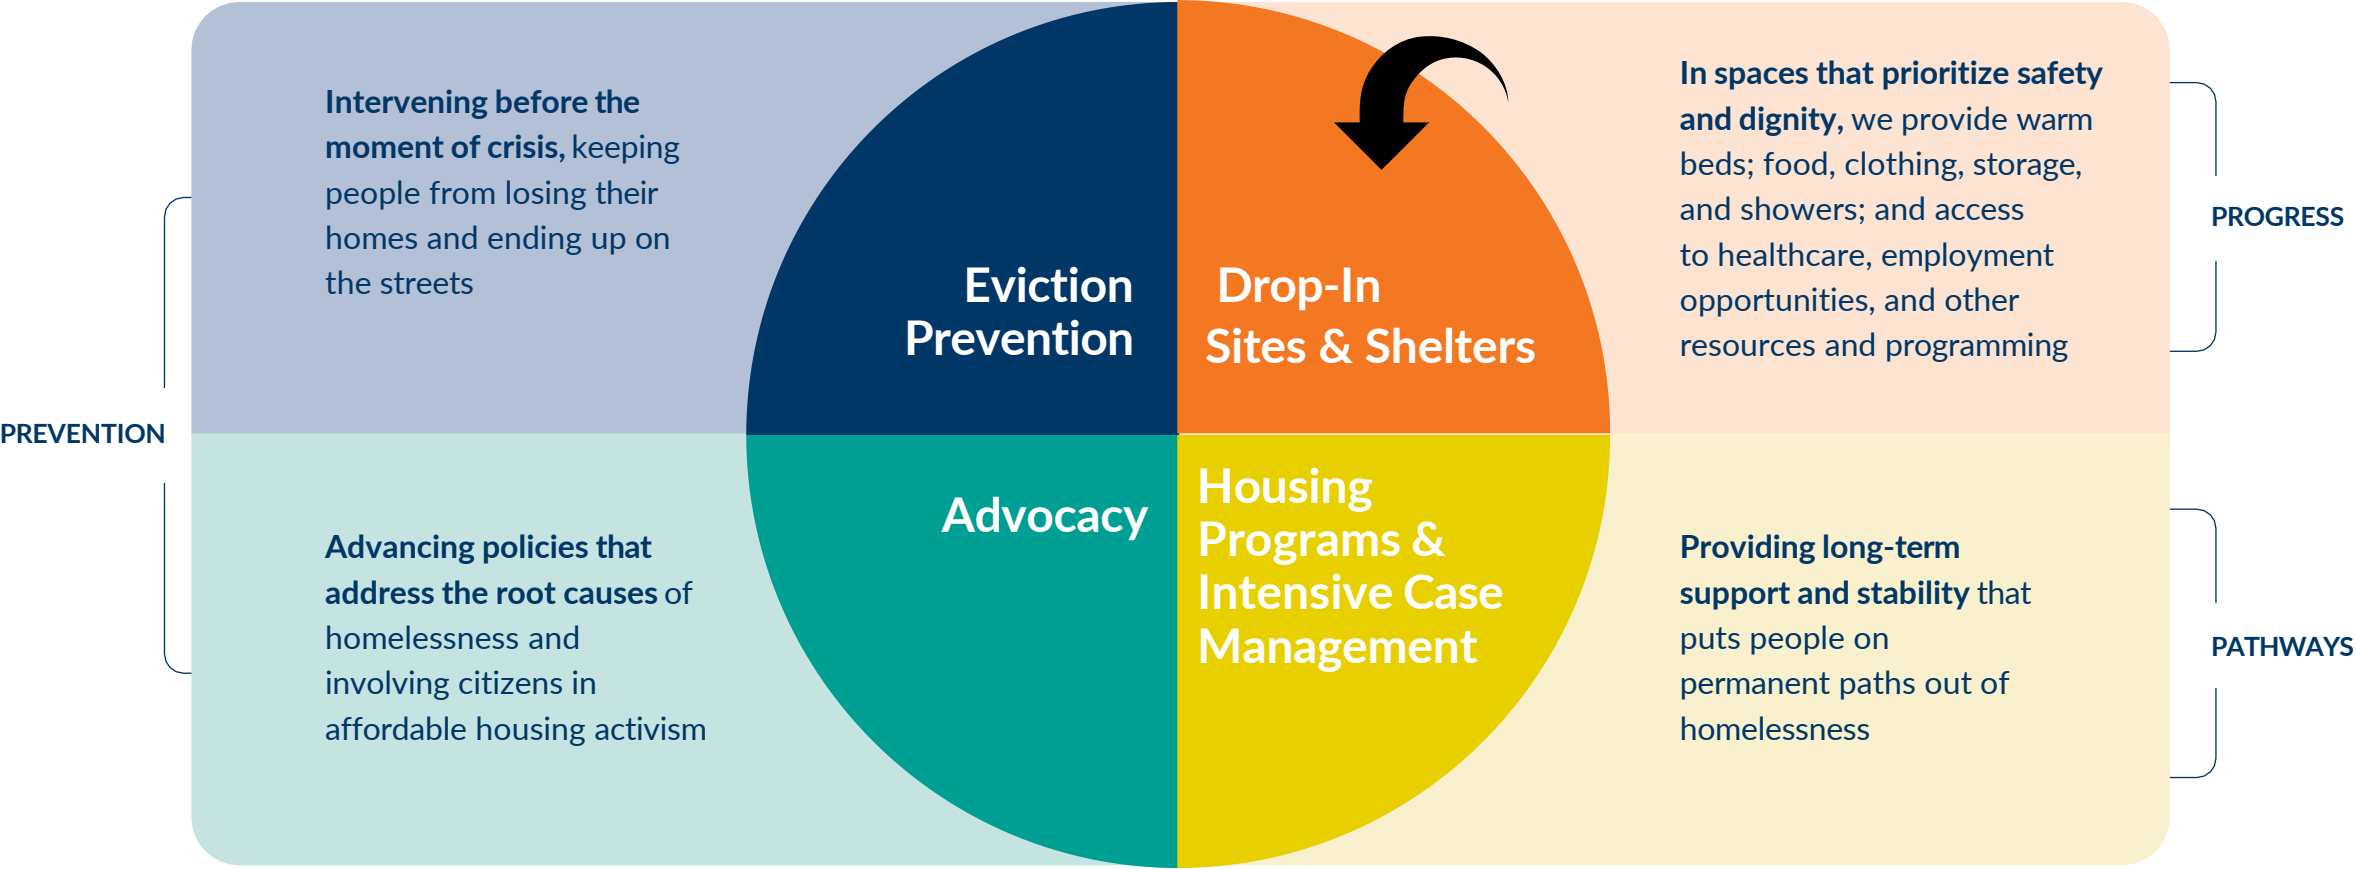 PREVENTION
Intervening before the
moment of crisis, keeping
people from losing their
homes and ending up on
the streets
Eviction
Prevention
Drop-In
Sites & Shelters
In spaces that prioritize safety
and dignity, we provide warm
beds; food, clothing, storage,
and showers; and access
to healthcare, employment
opportunities, and other
resources and programming
PROGRESS
Advancing policies that
address the root causes of
homelessness and
involving citizens in
affordable housing activism
Advocacy
Housing
Programs &
Intensive Case
Management
Providing long-term
support and stability that
puts people on
permanent paths out of
homelessness
PATHWAYS